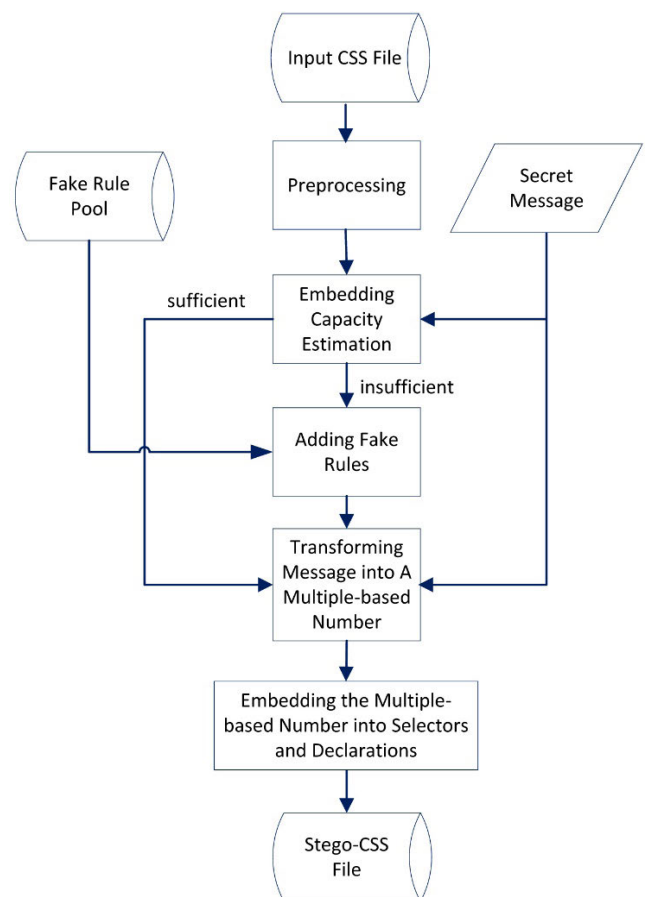 Input CSS File
Preprocessing
Fake Rule
Pool
Secret
Message
sufficient
Embedding
Capacity
Estimation
insufficient
Adding Fake
Rules
Transforming
Message into A
Multiple-based
Number
Embedding the Multiple-
based Number into Selectors
and Declarations
Stego-CSS
File